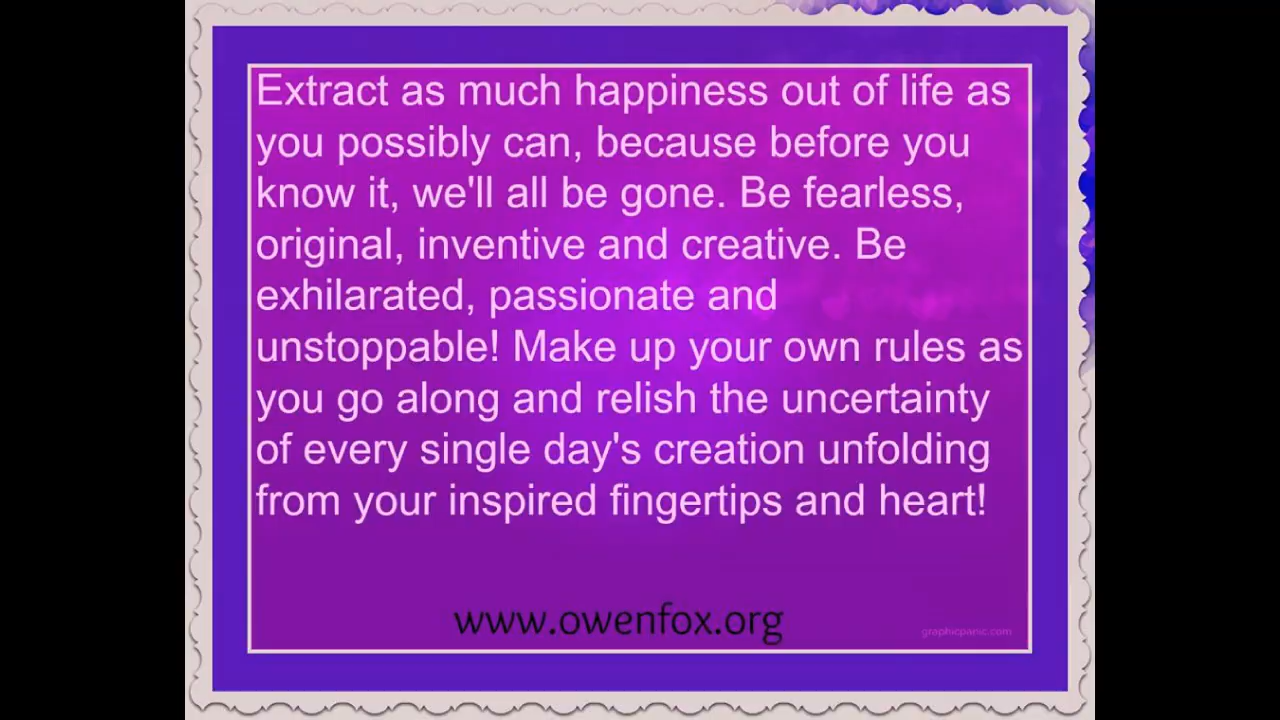 Extract as much happiness out of life as
you possibly can, because before you
know it, we'll all be gone. Be fearless,
original, inventive and creative. Be
exhilarated, passionate and
unstoppable! Make up your own rules as
you go along and relish the uncertainty
of every single day's creation unfolding
from your inspired fingertips and heart!
www.owenfox.org
graphicpanic.com